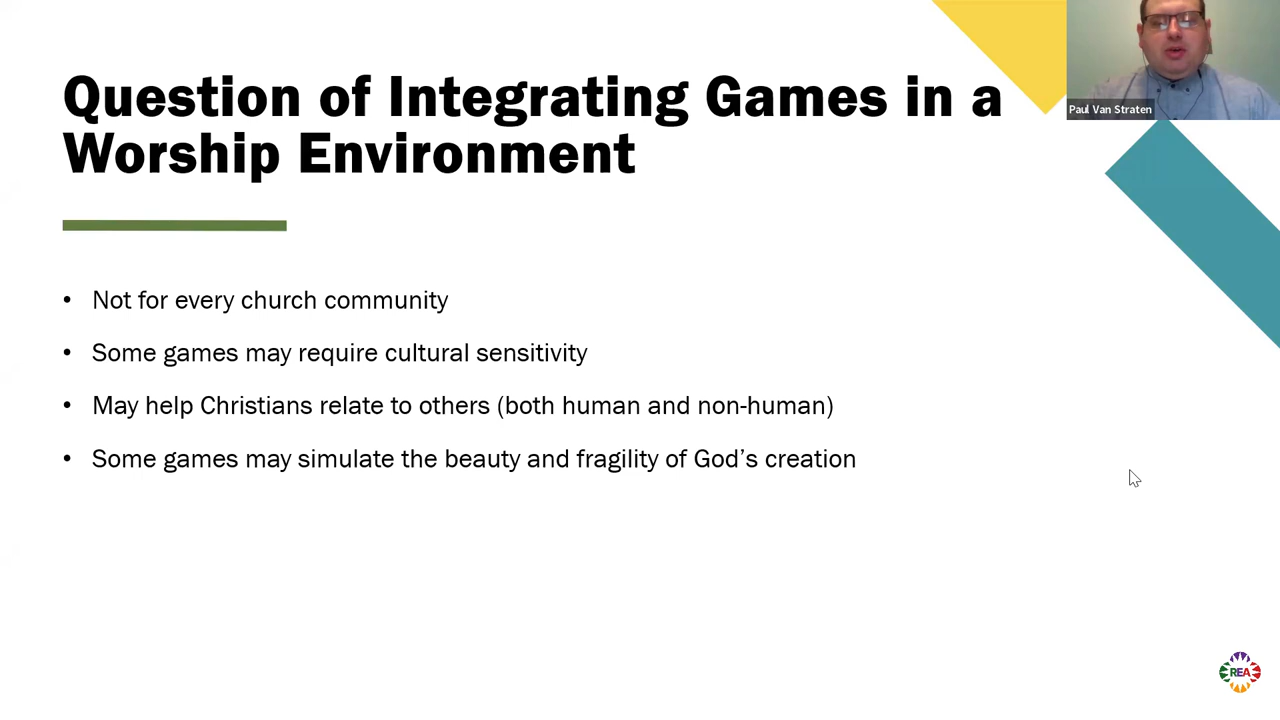 Question of Integrating Games in a
Worship Environment
Paul Van Straten
• Not for every church community
• Some games may require cultural sensitivity
• May help Christians relate to others (both human and non-human)
• Some games may simulate the beauty and fragility of God’s creation
REA